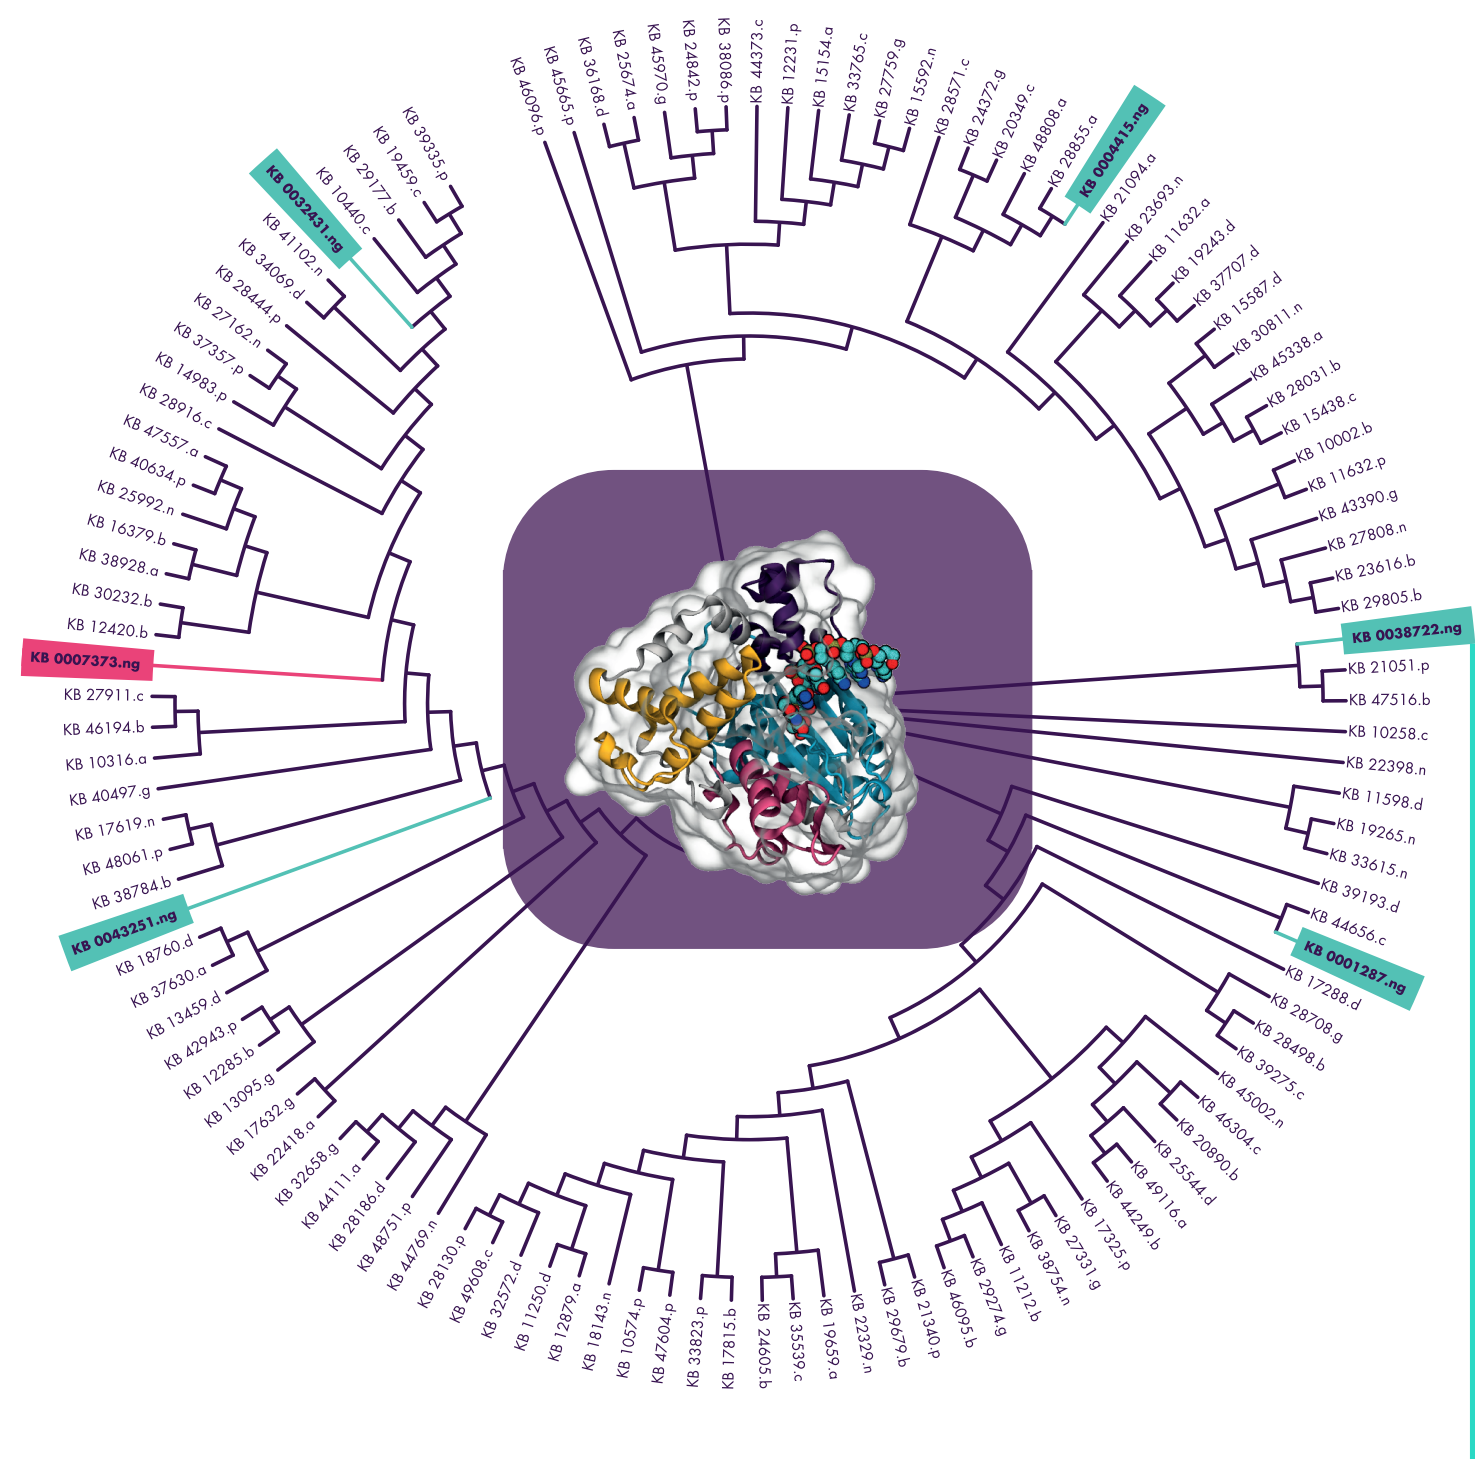 KB 46096.p
KB 45665.p
KB 36168.d
KB 25674.a
KB 45970.g
KB 24842.p
KB 38086.p
KB 44373.c
KB 12231.p
KB 15154.a
KB 33765.c
KB 27759.g
KB 15592.n
KB 28571.c
KB 24372.g
KB 20349.c
KB 48808.a
KB 28855.a
KB 0004415.ng
KB 21094.a
KB 23693.n
KB 11632.a
KB 19243.d
KB 37707.d
KB 15587.d
KB 30811.n
KB 45338.a
KB 28031.b
KB 15438.c
KB 10002.b
KB 11632.p
KB 43390.g
KB 27808.n
KB 23616.b
KB 29805.b
KB 0038722.ng
KB 21051.p
KB 47516.b
KB 10258.c
KB 22398.n
KB 11598.d
KB 19265.n
KB 33615.n
KB 39193.d
KB 44656.c
KB 0001287.ng
KB 17288.d
KB 28708.g
KB 28498.b
KB 39275.c
KB 45002.n
KB 46304.c
KB 20890.b
KB 25544.d
KB 49116.a
KB 44249.b
KB 17325.p
KB 27331.g
KB 38754.n
KB 11212.b
KB 29274.g
KB 46095.b
KB 21340.p
KB 29679.b
KB 22329.n
KB 19659.a
KB 35539.c
KB 24605.b
KB 17815.b
KB 33823.p
KB 47604.p
KB 10574.p
KB 18143.n
KB 12879.a
KB 11250.d
KB 32572.d
KB 49608.c
KB 28130.p
KB 44769.n
KB 48751.p
KB 28186.d
KB 44111.a
KB 32658.g
KB 22418.a
KB 17632.g
KB 13095.g
KB 12285.b
KB 42943.p
KB 13459.d
KB 37630.a
KB 18760.d
KB 0043251.ng
KB 38784.b
KB 48061.p
KB 17619.n
KB 40497.g
KB 10316.a
KB 46194.b
KB 27911.c
KB 0007373.ng
KB 12420.b
KB 30232.b
KB 38928.a
KB 16379.b
KB 25992.n
KB 40634.p
KB 47557.a
KB 28916.c
KB 14983.p
KB 37357.p
KB 27162.n
KB 28444.p
KB 34069.d
KB 41102.n
KB 0032431.ng
KB 10440.c
KB 29177.b
KB 19459.c
KB 39335.p